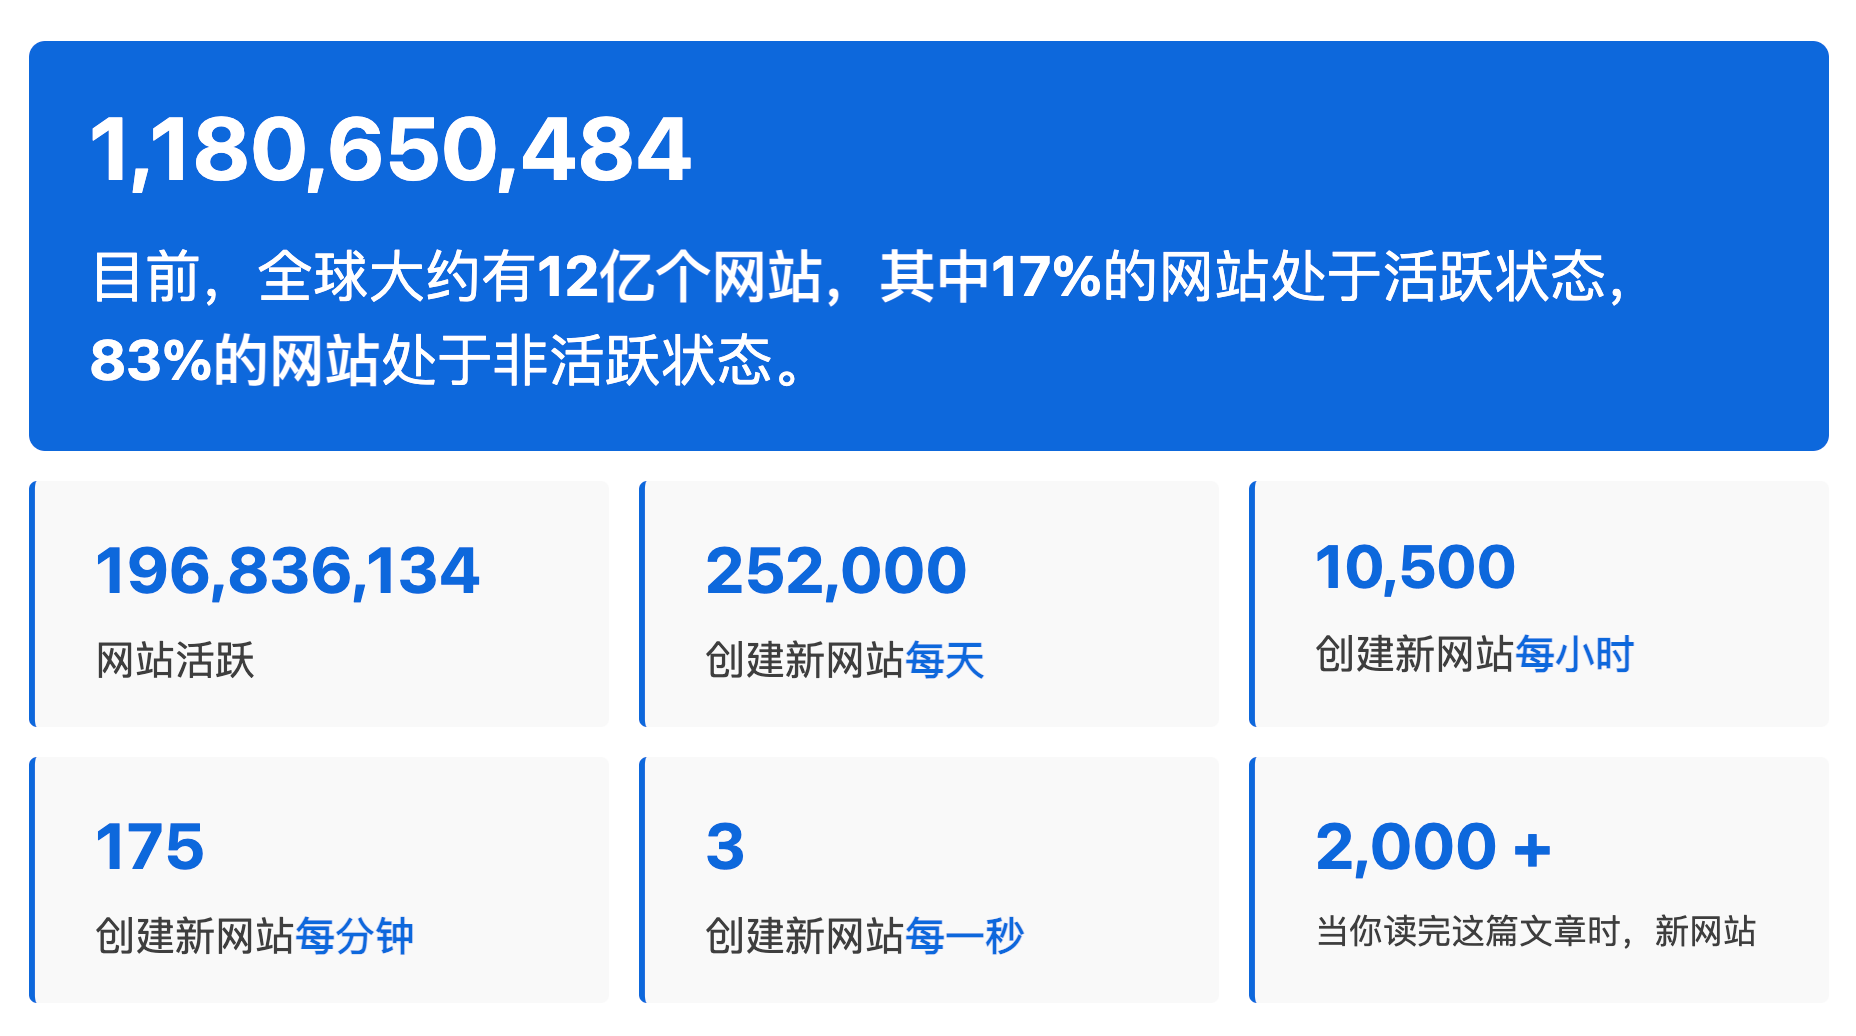 1,180,650,484
目前，全球大约有12亿个网站，其中17%的网站处于活跃状态，
83%的网站处于非活跃状态。
196,836,134
网站活跃
252,000
创建新网站每天
10,500
创建新网站每小时
175
创建新网站每分钟
3
创建新网站每一秒
2,000 +
当你读完这篇文章时，新网站